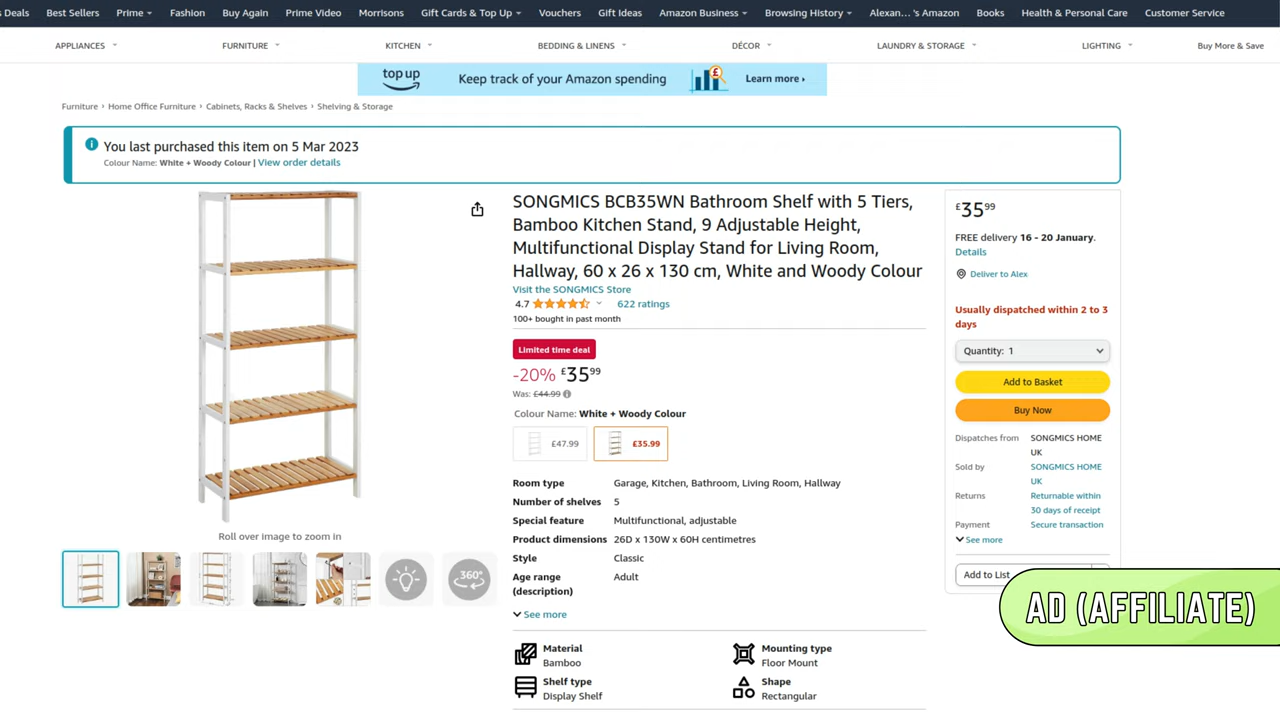 s Deals Best Sellers Prime Fashion Buy Again Prime Video Morrisons Gift Cards & Top Up Vouchers Gift Ideas Amazon Business Browsing History Alexan... 's Amazon Books Health & Personal Care Customer Service
APPLIANCES FURNITURE KITCHEN BEDDING & LINENS DÉCOR LAUNDRY & STORAGE LIGHTING Buy More & Save
top up Keep track of your Amazon spending £ Learn more ›
Furniture › Home Office Furniture › Cabinets, Racks & Shelves › Shelving & Storage
You last purchased this item on 5 Mar 2023
Colour Name: White + Woody Colour | View order details
SONGMICS BCB35WN Bathroom Shelf with 5 Tiers,
Bamboo Kitchen Stand, 9 Adjustable Height,
Multifunctional Display Stand for Living Room,
Hallway, 60 x 26 x 130 cm, White and Woody Colour
Visit the SONGMICS Store
4.7 622 ratings
100+ bought in past month
Limited time deal
-20% £35⁹⁹
Was: £44.99
Colour Name: White + Woody Colour
£47.99 £35.99
Room type Garage, Kitchen, Bathroom, Living Room, Hallway
Number of shelves 5
Special feature Multifunctional, adjustable
Product dimensions 26D x 130W x 60H centimetres
Style Classic
Age range Adult
(description)
See more
Material
Bamboo
Mounting type
Floor Mount
Shelf type
Display Shelf
Shape
Rectangular
Roll over image to zoom in
360°
£35⁹⁹
FREE delivery 16 - 20 January.
Details
Deliver to Alex
Usually dispatched within 2 to 3
days
Quantity: 1
Add to Basket
Buy Now
Dispatches from SONGMICS HOME
UK
Sold by SONGMICS HOME
UK
Returns Returnable within
30 days of receipt
Payment Secure transaction
See more
Add to List
AD (AFFILIATE)